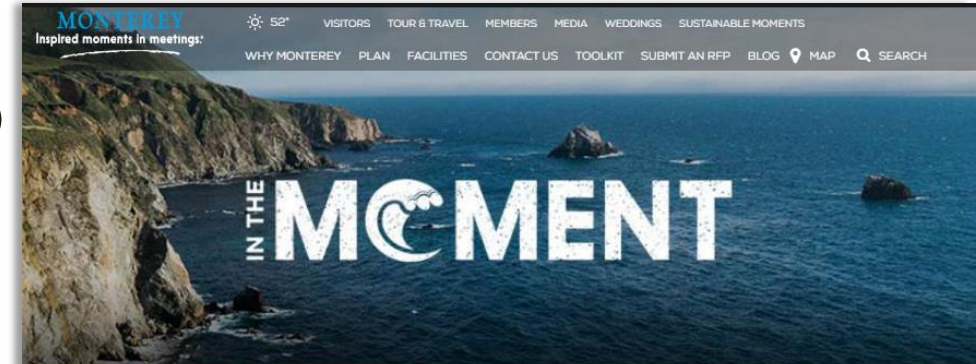 MONTEREY
Inspired moments in meetings.
52°
VISITORS TOUR & TRAVEL MEMBERS MEDIA WEDDINGS SUSTAINABLE MOMENTS
WHY MONTEREY PLAN FACILITIES CONTACT US TOOLKIT SUBMIT AN RFP BLOG MAP SEARCH
IN THE
MOMENT